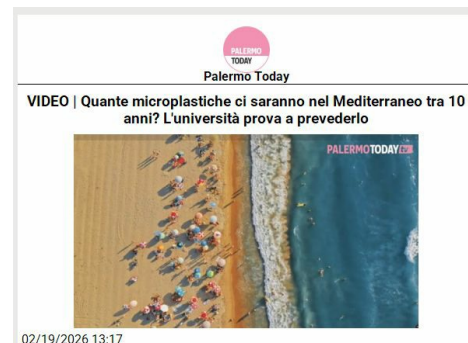 PALERMO
TODAY
Palermo Today
VIDEO | Quante microplastiche ci saranno nel Mediterraneo tra 10
anni? L'università prova a prevederlo
PALERMOTODAY
02/19/2026 13:17